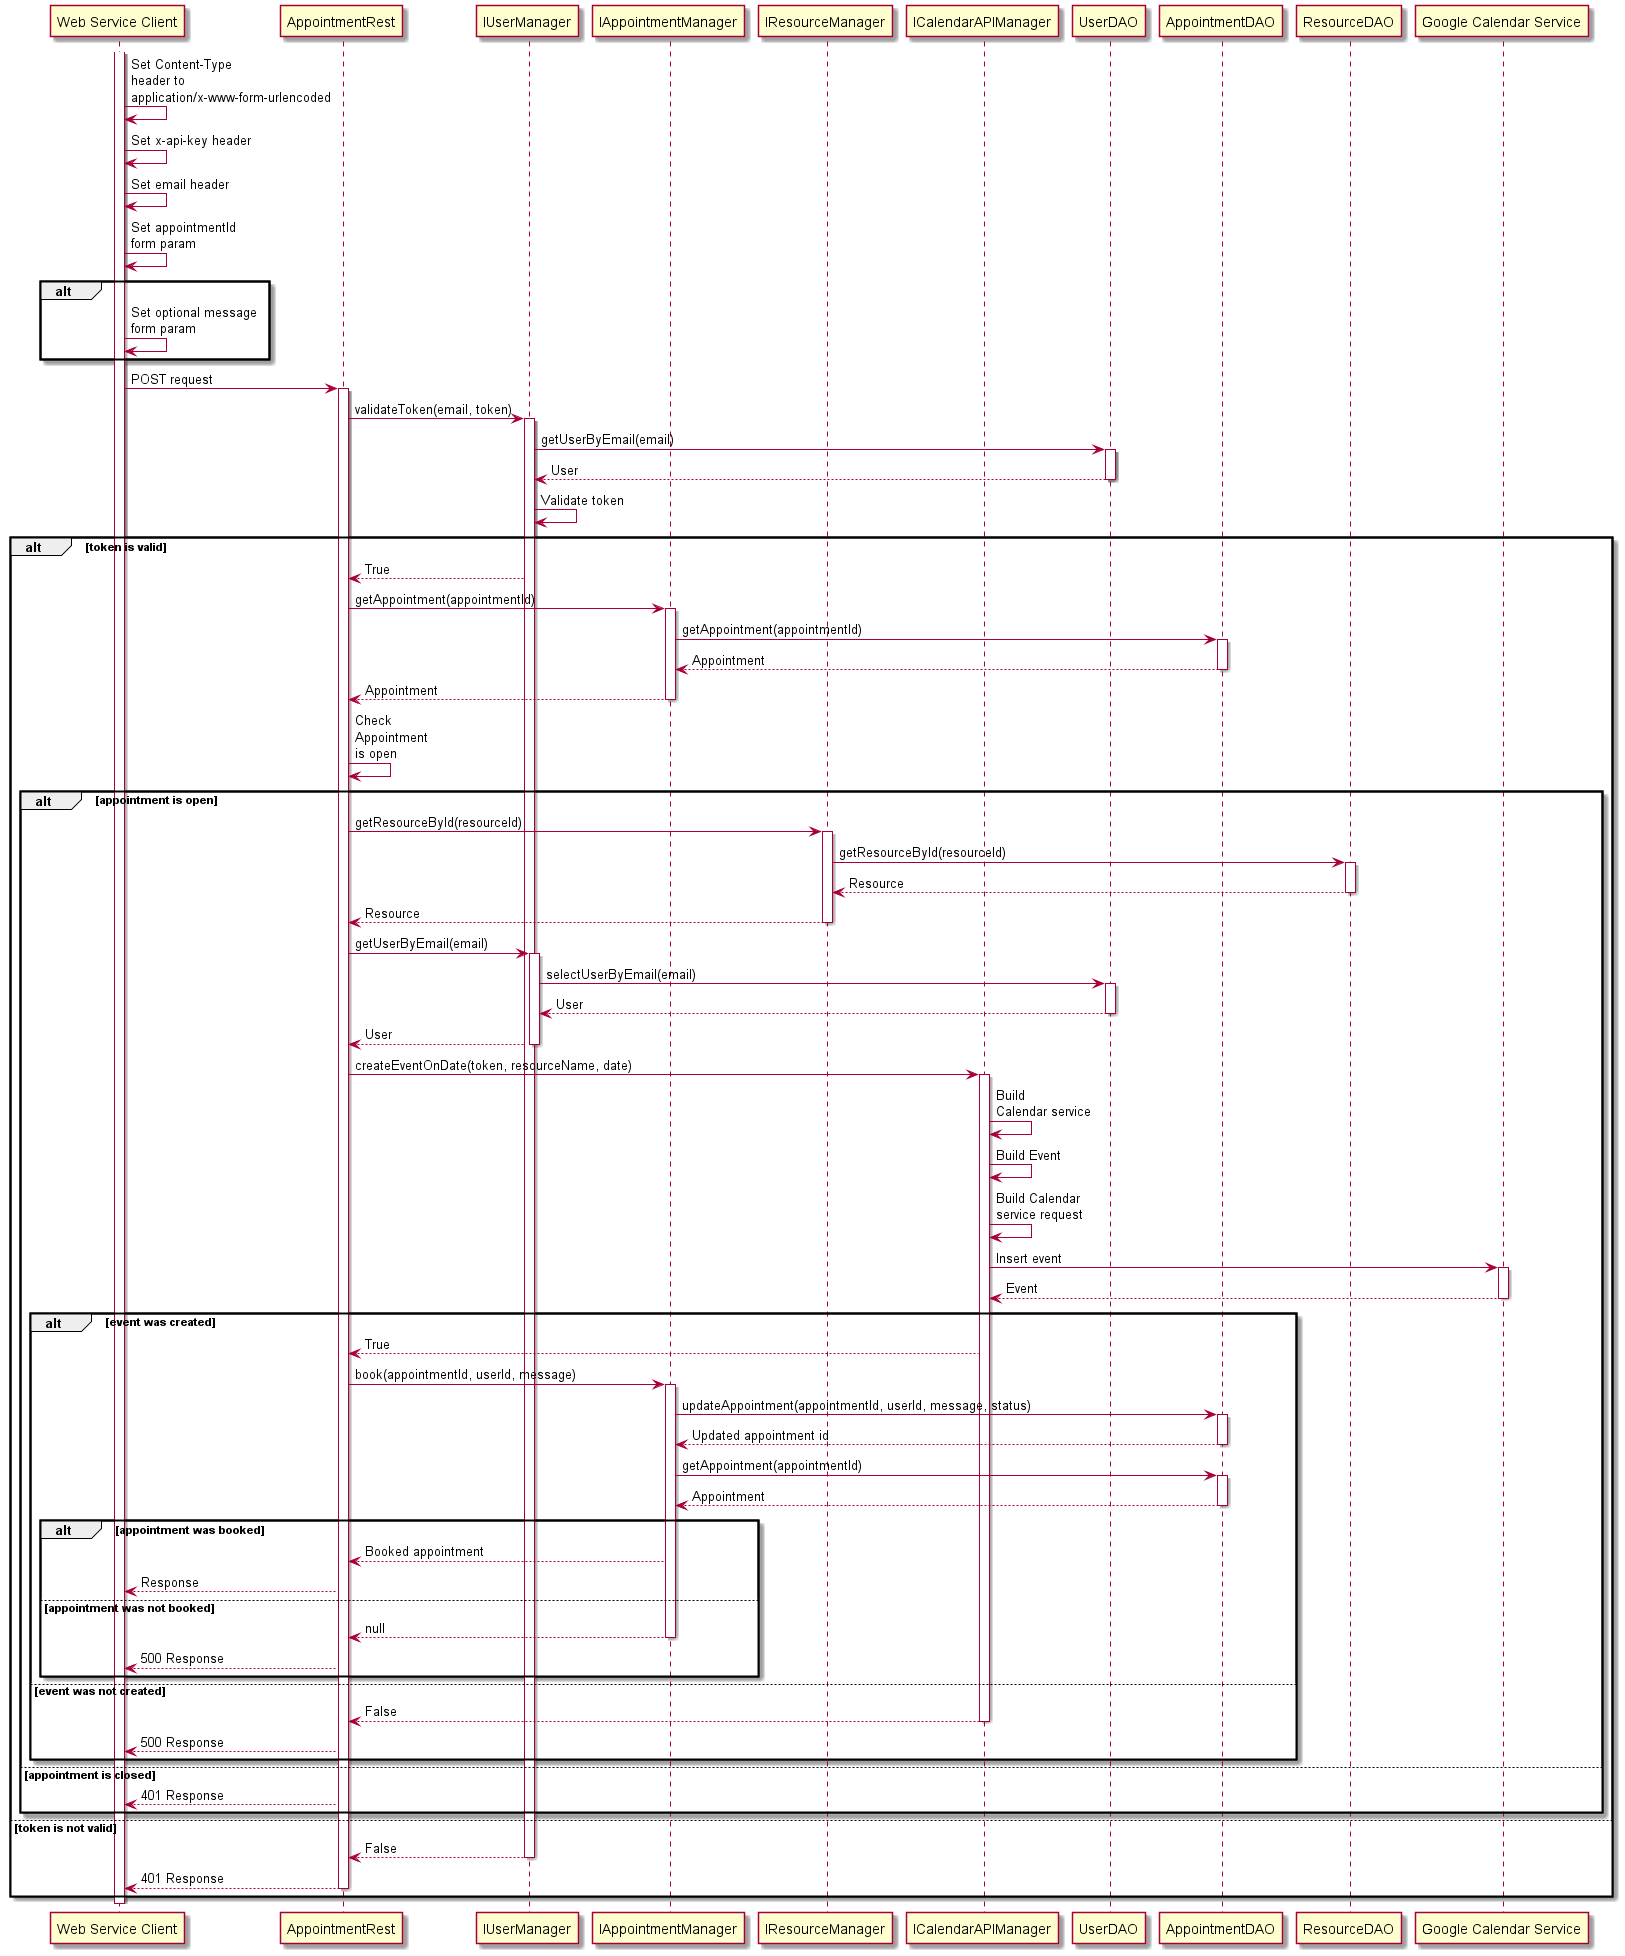 Web Service Client
AppointmentRest
IUserManager
IAppointmentManager
IResourceManager
ICalendarAPIManager
UserDAO
AppointmentDAO
ResourceDAO
Google Calendar Service
Set Content-Type
header to
application/x-www-form-urlencoded
Set x-api-key header
Set email header
Set appointmentId
form param
alt
Set optional message
form param
POST request
validateToken(email, token)
getUserByEmail(email)
User
Validate token
alt [token is valid]
True
getAppointment(appointmentId)
getAppointment(appointmentId)
Appointment
Appointment
Check
Appointment
is open
alt [appointment is open]
getResourceById(resourceId)
getResourceById(resourceId)
Resource
Resource
getUserByEmail(email)
selectUserByEmail(email)
User
User
createEventOnDate(token, resourceName, date)
Build
Calendar service
Build Event
Build Calendar
service request
Insert event
Event
alt [event was created]
True
book(appointmentId, userId, message)
updateAppointment(appointmentId, userId, message, status)
Updated appointment id
getAppointment(appointmentId)
Appointment
alt [appointment was booked]
Booked appointment
Response
[appointment was not booked]
null
500 Response
[event was not created]
False
500 Response
[appointment is closed]
401 Response
[token is not valid]
False
401 Response
Web Service Client
AppointmentRest
IUserManager
IAppointmentManager
IResourceManager
ICalendarAPIManager
UserDAO
AppointmentDAO
ResourceDAO
Google Calendar Service